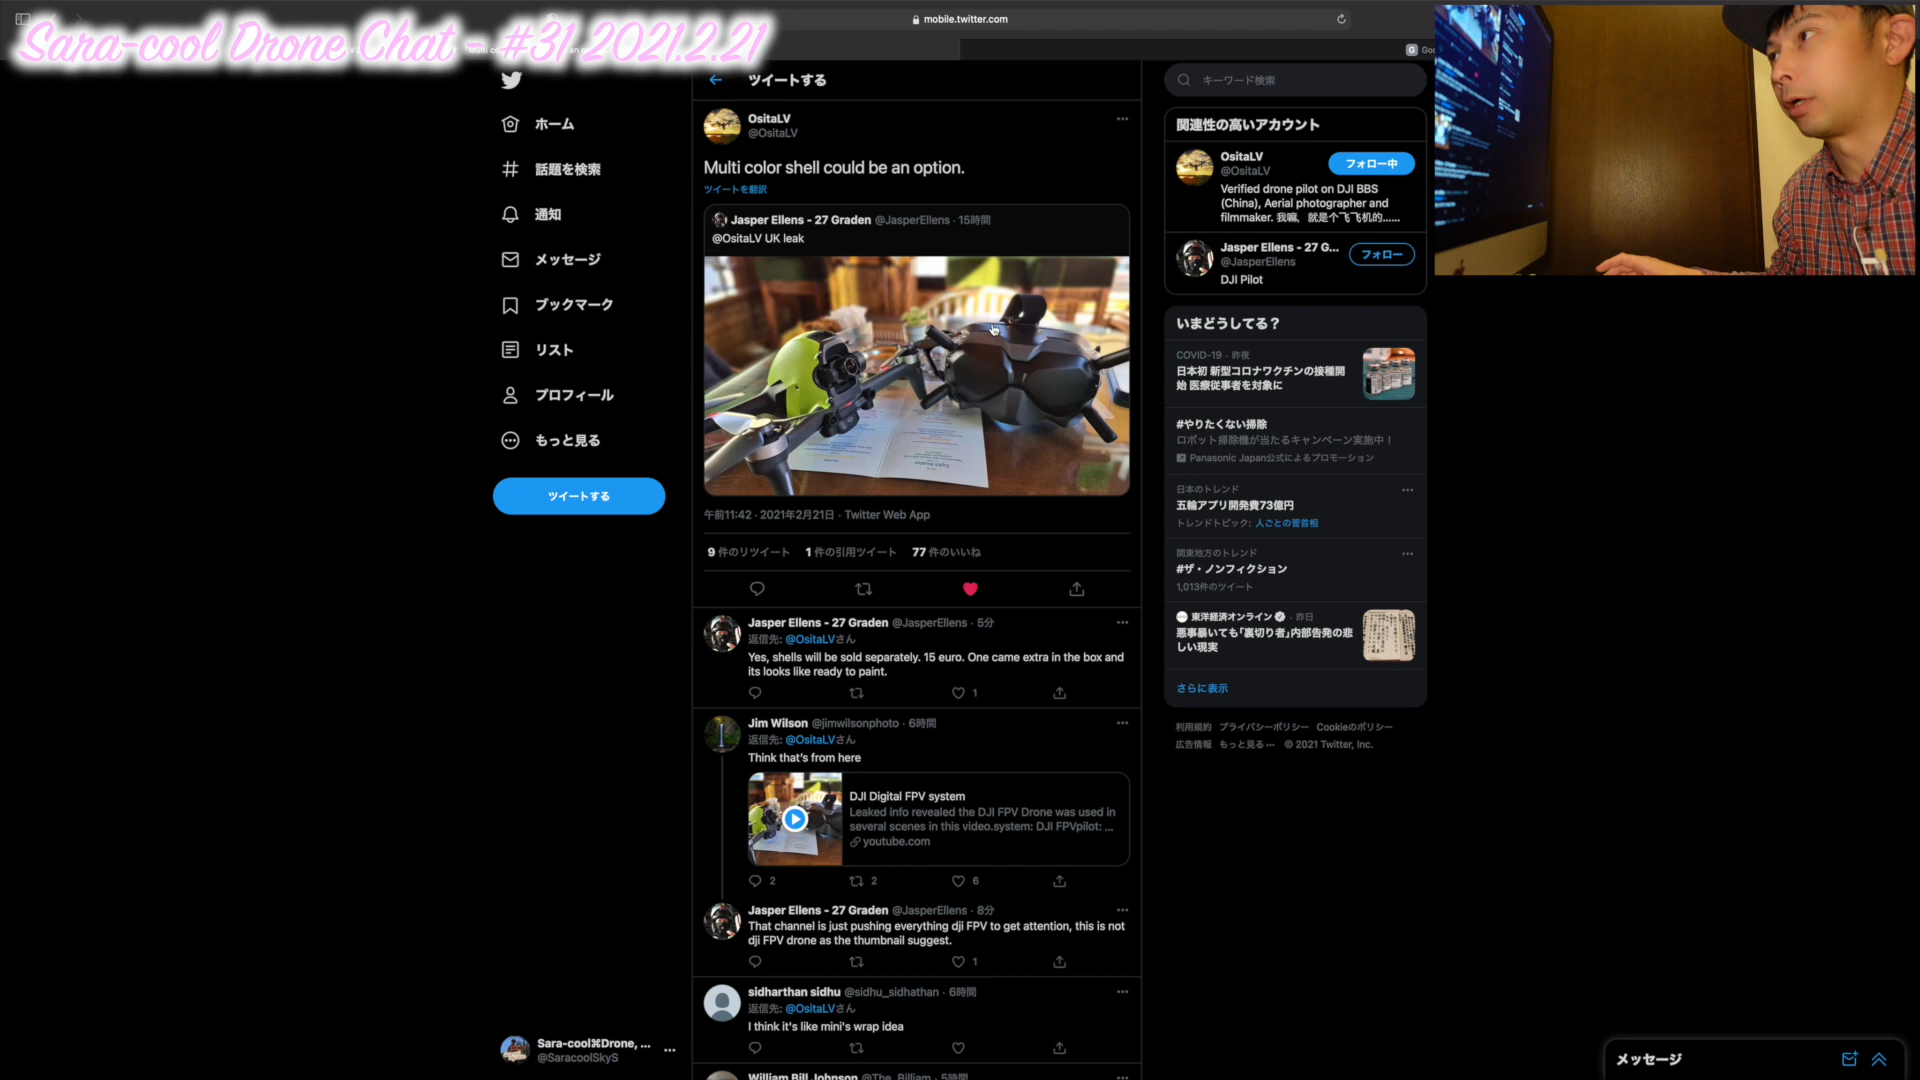 Sara-cool Drone Chat - #31 2021.2.21
mobile.twitter.com
ツイートする
キーワード検索
ホーム
話題を検索
通知
メッセージ
ブックマーク
リスト
プロフィール
もっと見る
ツイートする
OsitaLV
@OsitaLV
Multi color shell could be an option.
ツイートを翻訳
Jasper Ellens - 27 Graden @JasperEllens · 15時間
@OsitaLV UK leak
午前11:42 · 2021年2月21日 · Twitter Web App
9 件のリツイート 1 件の引用ツイート 77 件のいいね
Jasper Ellens - 27 Graden @JasperEllens · 5分
返信先: @OsitaLVさん
Yes, shells will be sold separately. 15 euro. One came extra in the box and
its looks like ready to paint.
1
Jim Wilson @jimwilsonphoto · 6時間
返信先: @OsitaLVさん
Think that's from here
DJI Digital FPV system
Leaked info revealed the DJI FPV Drone was used in
several scenes in this video.system: DJI FPVpilot: ...
youtube.com
2 2 6
Jasper Ellens - 27 Graden @JasperEllens · 8分
That channel is just pushing everything dji FPV to get attention, this is not
dji FPV drone as the thumbnail suggest.
1
sidharthan sidhu @sidhu_sidhathan · 6時間
返信先: @OsitaLVさん
I think it's like mini's wrap idea
William Bill Johnson @The_Billiam · 5時間
関連性の高いアカウント
OsitaLV
@OsitaLV
フォロー中
Verified drone pilot on DJI BBS
(China), Aerial photographer and
filmmaker. 我嘛，就是个飞飞机的......
Jasper Ellens - 27 G...
@JasperEllens
フォロー
DJI Pilot
いまどうしてる？
COVID-19 · 昨夜
日本初 新型コロナワクチンの接種開
始 医療従事者を対象に
#やりたくない掃除
ロボット掃除機が当たるキャンペーン実施中！
Panasonic Japan公式によるプロモーション
日本のトレンド
五輪アプリ開発費73億円
トレンドトピック: 人ごとの菅首相
関東地方のトレンド
#ザ・ノンフィクション
1,013件のツイート
東洋経済オンライン · 昨日
悪事暴いても「裏切り者」内部告発の悲
しい現実
さらに表示
利用規約 プライバシーポリシー Cookieのポリシー
広告情報 もっと見る ··· © 2021 Twitter, Inc.
Sara-cool⌘Drone, ...
@SaracoolSkyS
メッセージ